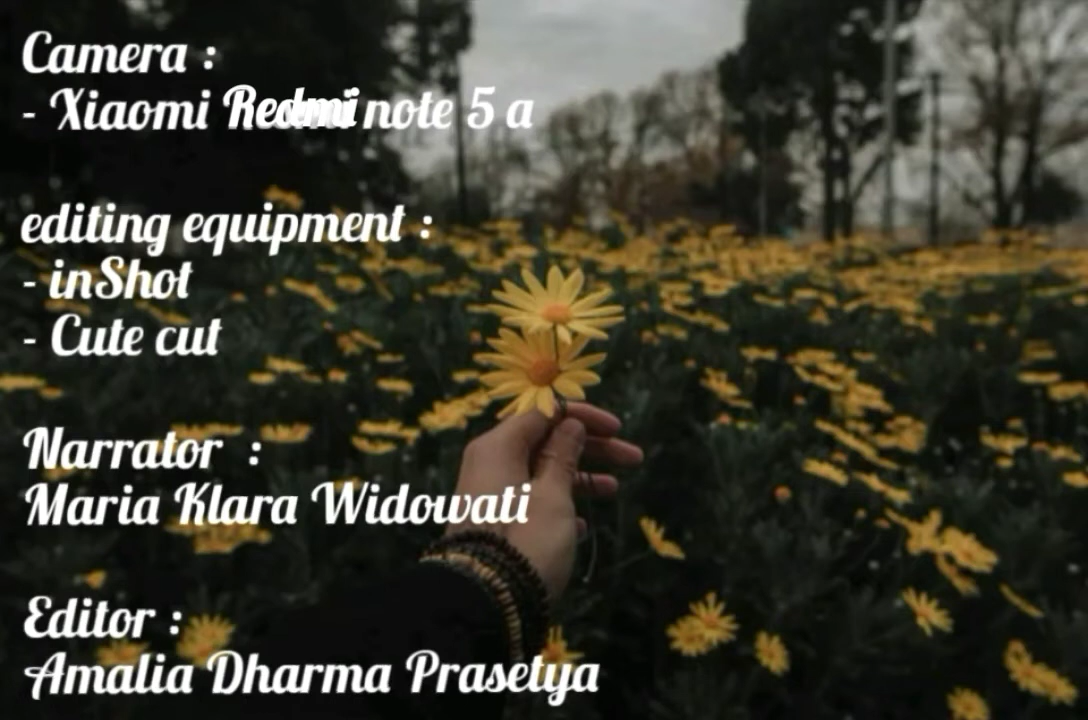 Camera :
- Xiaomi Redmi note 5 a
editing equipment :
- inShot
- Cute cut
Narrator :
Maria Klara Widowati
Editor :
Amalia Dharma Prasetya